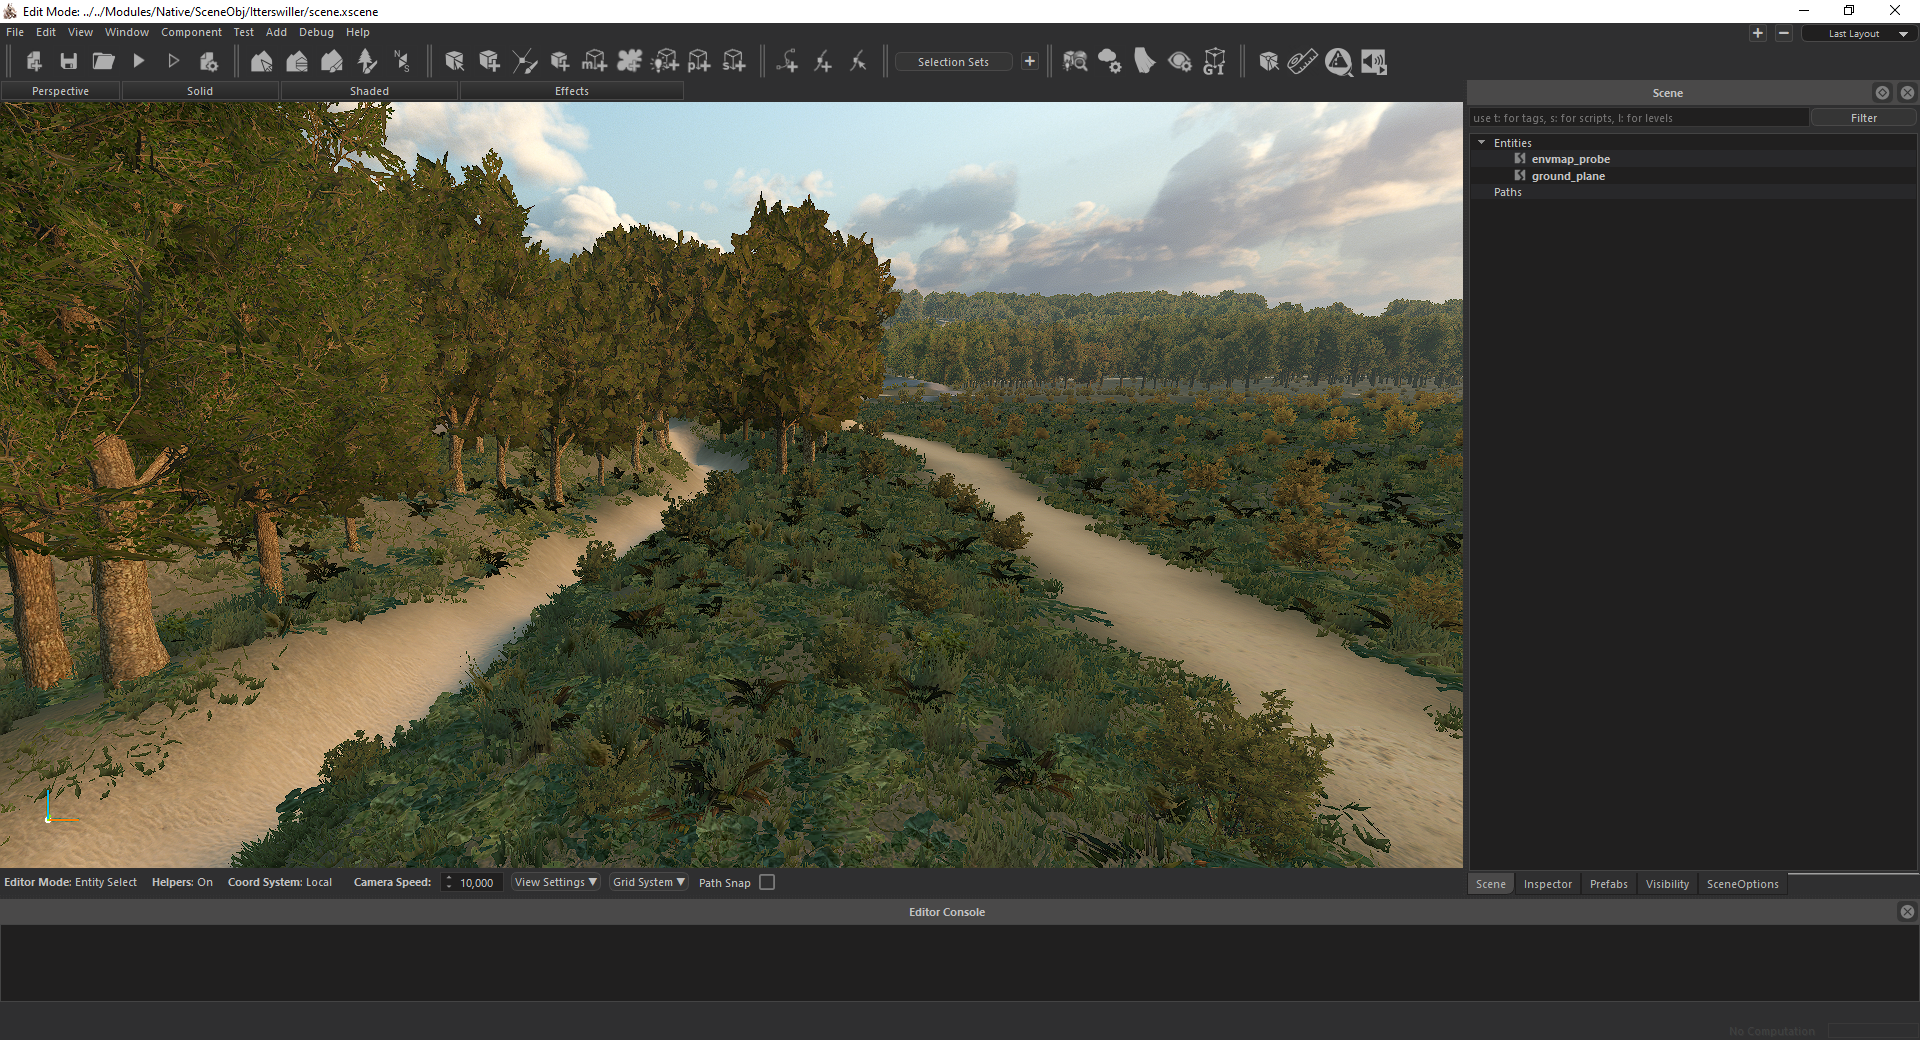 Edit Mode: ../../Modules/Native/SceneObj/Itterswiller/scene.xscene
File Edit View Window Component Test Add Debug Help
Last Layout
Selection Sets
Perspective Solid Shaded Effects
Scene
use t: for tags, s: for scripts, l: for levels Filter
Entities
envmap_probe
ground_plane
Paths
Editor Mode: Entity Select Helpers: On Coord System: Local Camera Speed: 10,000 View Settings ▼ Grid System ▼ Path Snap
Scene Inspector Prefabs Visibility SceneOptions
Editor Console
No Computation